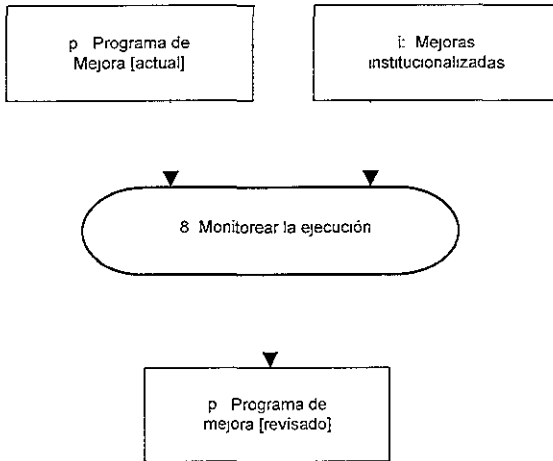 p Programa de
Mejora [actual]
i: Mejoras
institucionalizadas
8 Monitorear la ejecución
p Programa de
mejora [revisado]